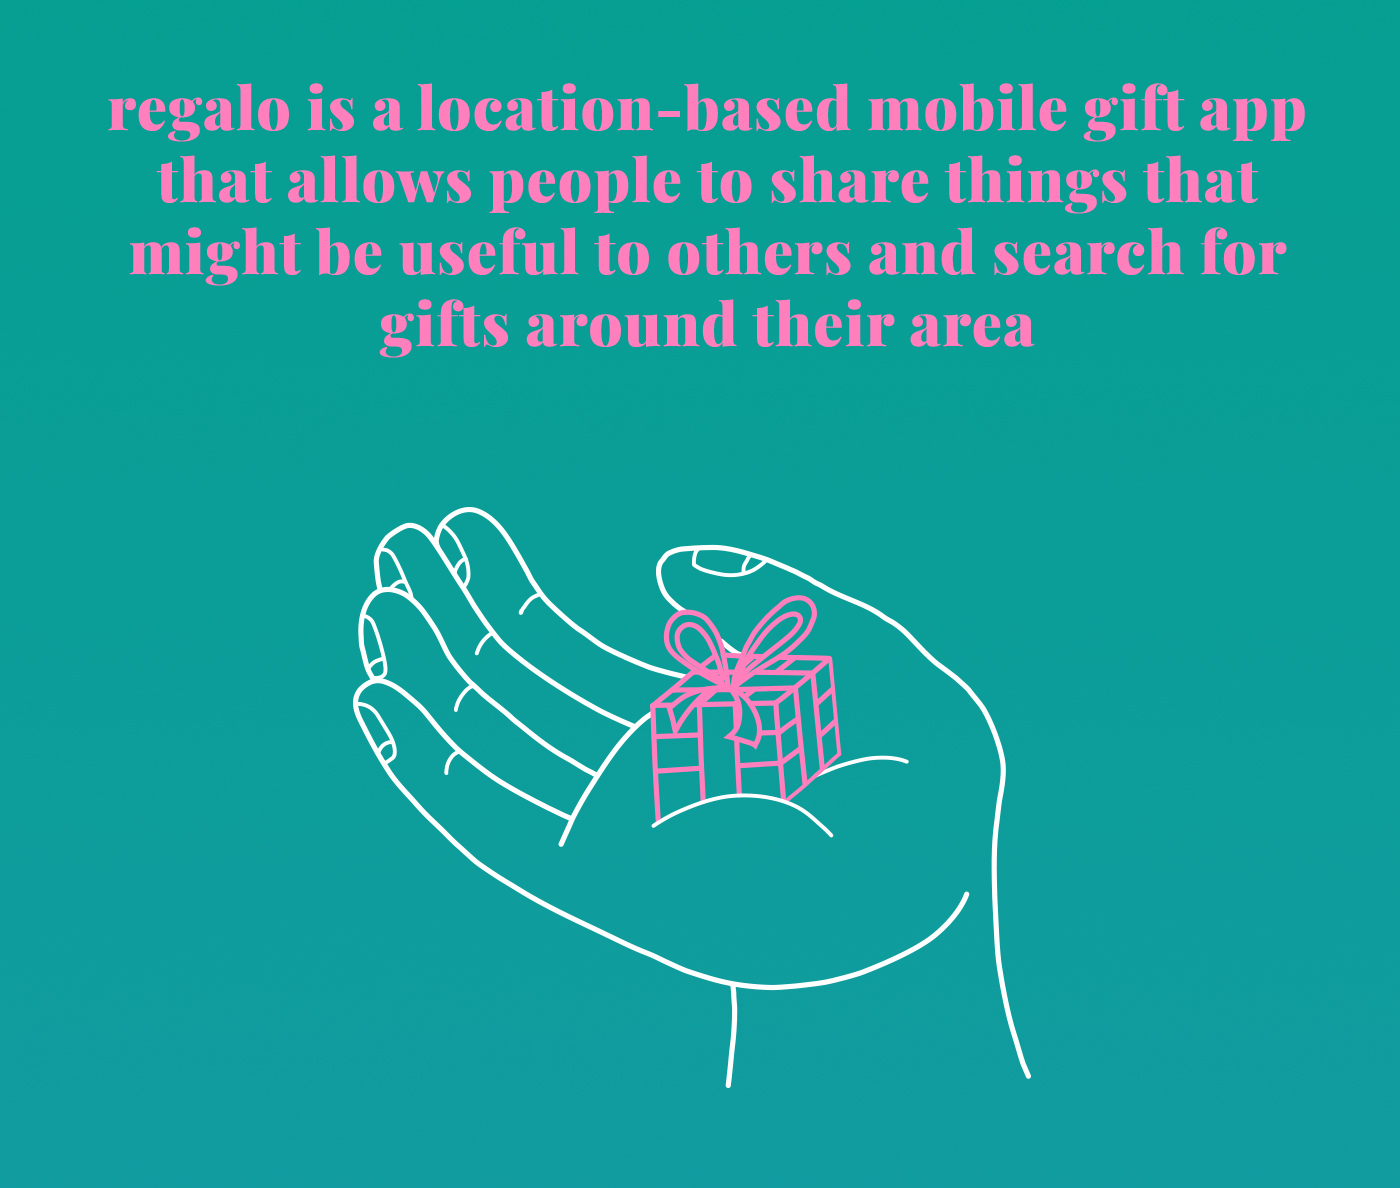 regalo is a location-based mobile gift app
that allows people to share things that
might be useful to others and search for
gifts around their area